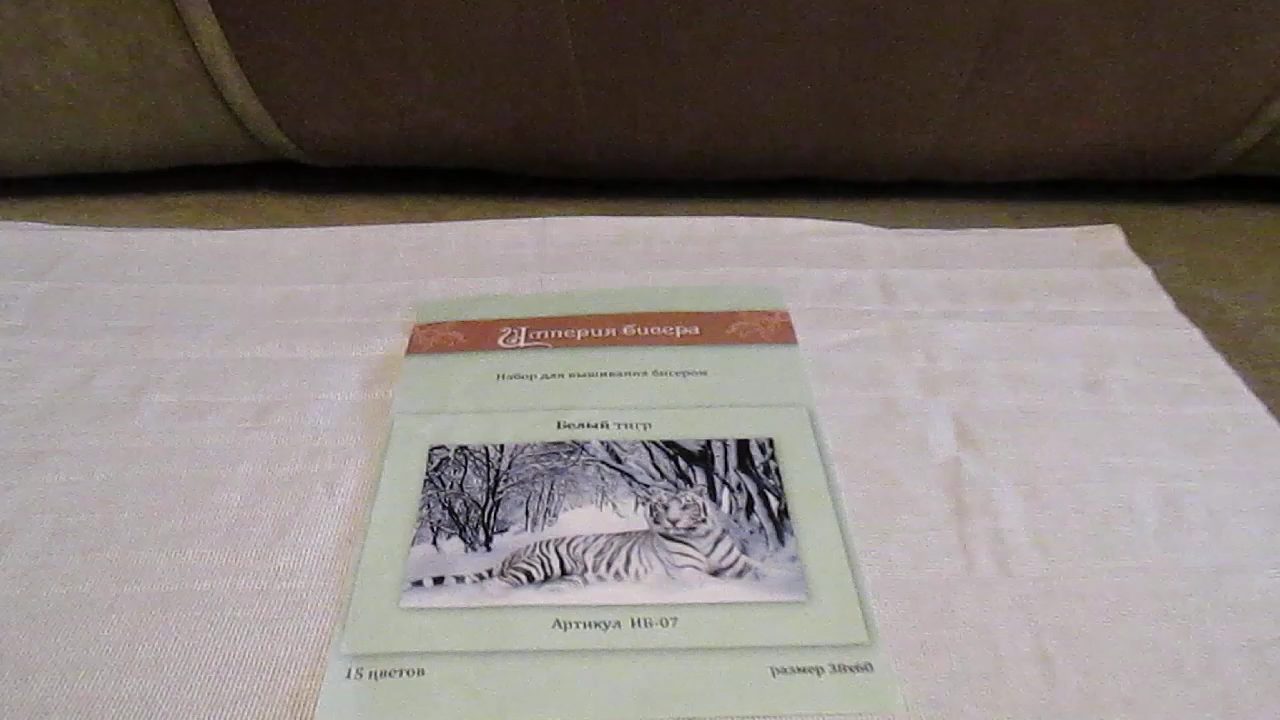 Империя бисера
Набор для вышивания бисером
Белый тигр
Артикул ИБ-07
15 цветов
размер 38х60